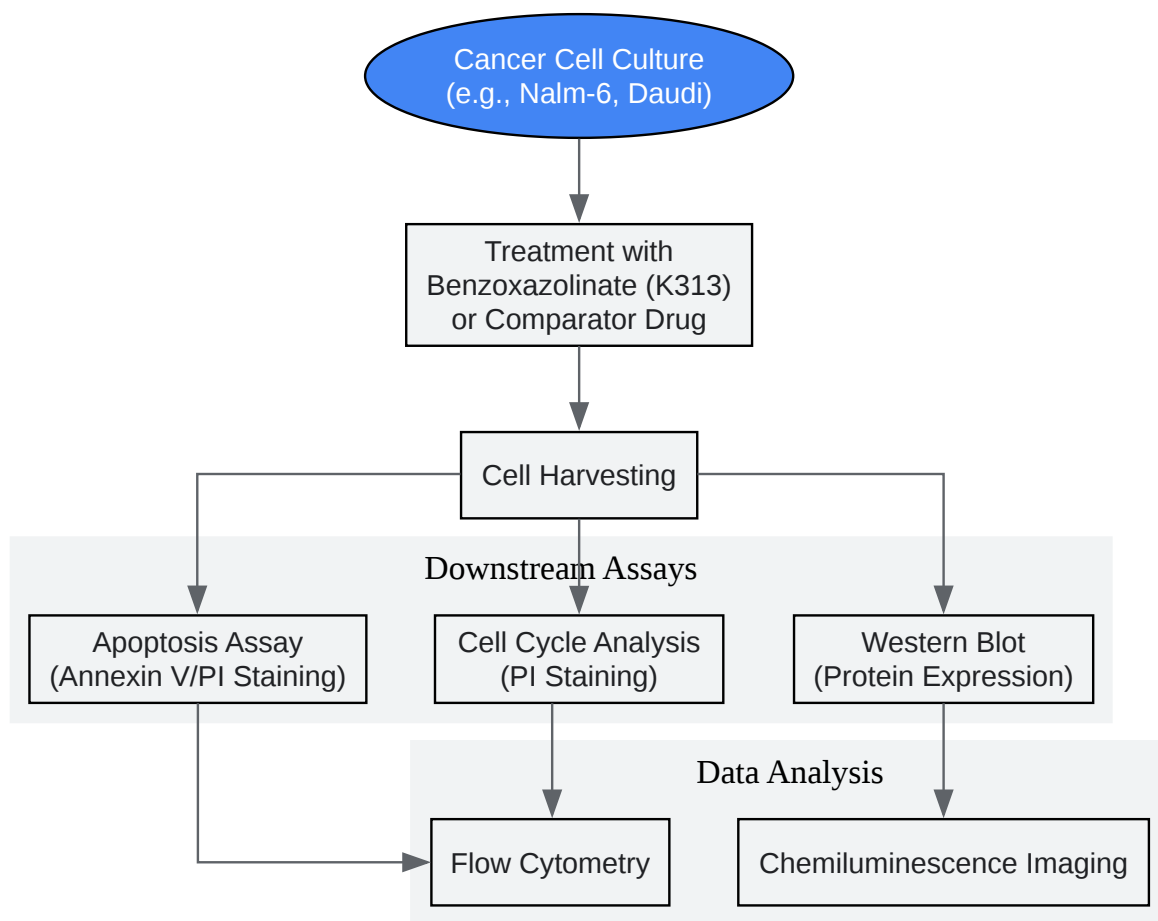 Cancer Cell Culture
(e.g., Nalm-6, Daudi)
Treatment with
Benzoxazolinate (K313)
or Comparator Drug
Cell Harvesting
Downstream Assays
Apoptosis Assay
(Annexin V/PI Staining)
Cell Cycle Analysis
(PI Staining)
Western Blot
(Protein Expression)
Data Analysis
Flow Cytometry
Chemiluminescence Imaging